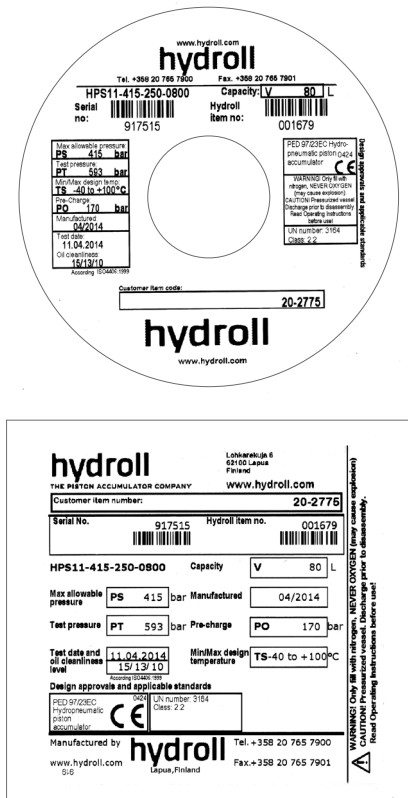 www.hydroll.com
hydroll
Tel. +358 20 765 7900 Fax. +358 20 765 7901
HPS11-415-250-0800 Capacity: V 80 L
Serial no: 917515
Hydroll item no: 001679
Max allowable pressure:
PS 415 bar
Test pressure:
PT 593 bar
Min/Max design temp:
TS -40 to +100°C
Pre-Charge:
PO 170 bar
Manufactured
04/2014
Test date:
11.04.2014
Oil cleanliness:
15/13/10
According ISO4406:1999
PED 97/23EC Hydro-
pneumatic piston 0424
accumulator CE
WARNING! Only fill with
nitrogen, NEVER OXYGEN
(may cause explosion).
CAUTION! Pressurized vessel.
Discharge prior to disassembly.
Read Operating Instructions
before use!
UN number: 3164
Class: 2.2
Design appovals and applicable standards
Customer item code:
20-2775
hydroll
www.hydroll.com
hydroll
THE PISTON ACCUMULATOR COMPANY
Lohkarekuja 6
62100 Lapua
Finland
www.hydroll.com
Customer item number: 20-2775
Serial No. 917515 Hydroll item no. 001679
HPS11-415-250-0800 Capacity V 80 L
Max allowable
pressure PS 415 bar Manufactured 04/2014
Test pressure PT 593 bar Pre-charge PO 170 bar
Test date and
oil cleanliness
level
11.04.2014
15/13/10
According ISO4406:1999
Min/Max design
temperature TS-40 to +100°C
Design approvals and applicable standards
PED 97/23EC 0424
Hydropneumatic
piston
accumulator
CE
UN number: 3164
Class: 2.2
Manufactured by hydroll Tel.+358 20 765 7900
www.hydroll.com Lapua,Finland Fax.+358 20 765 7901
WARNING! Only fill with nitrogen, NEVER OXYGEN (may cause explosion)
CAUTION! Pressurized vessel. Discharge prior to disassembly.
Read Operating Instructions before use!